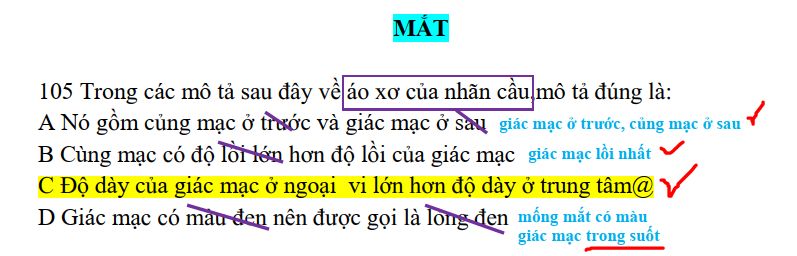 MẮT
105 Trong các mô tả sau đây về áo xơ của nhãn cầu, mô tả đúng là:
A Nó gồm củng mạc ở trước và giác mạc ở sau giác mạc ở trước, củng mạc ở sau
B Cùng mạc có độ lồi lớn hơn độ lồi của giác mạc giác mạc lồi nhất
C Độ dày của giác mạc ở ngoại vi lớn hơn độ dày ở trung tâm@
D Giác mạc có màu đen nên được gọi là lòng đen mống mắt có màu
giác mạc trong suốt